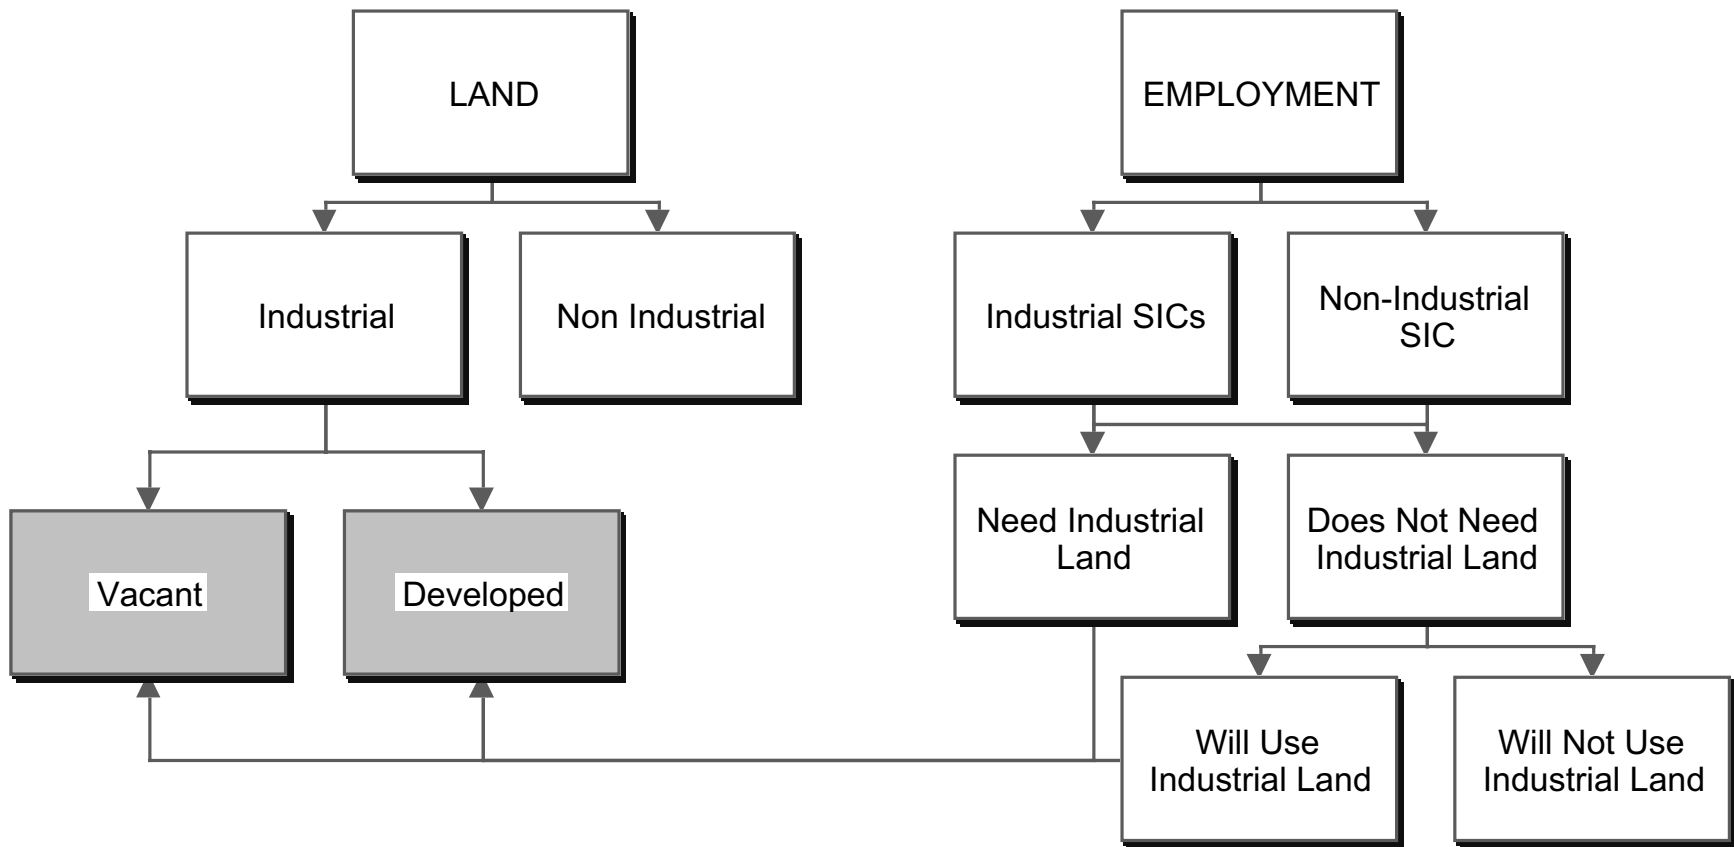 LAND
EMPLOYMENT
Industrial
Non Industrial
Industrial SICs
Non-Industrial
SIC
Need Industrial
Land
Does Not Need
Industrial Land
Vacant
Developed
Will Use
Industrial Land
Will Not Use
Industrial Land